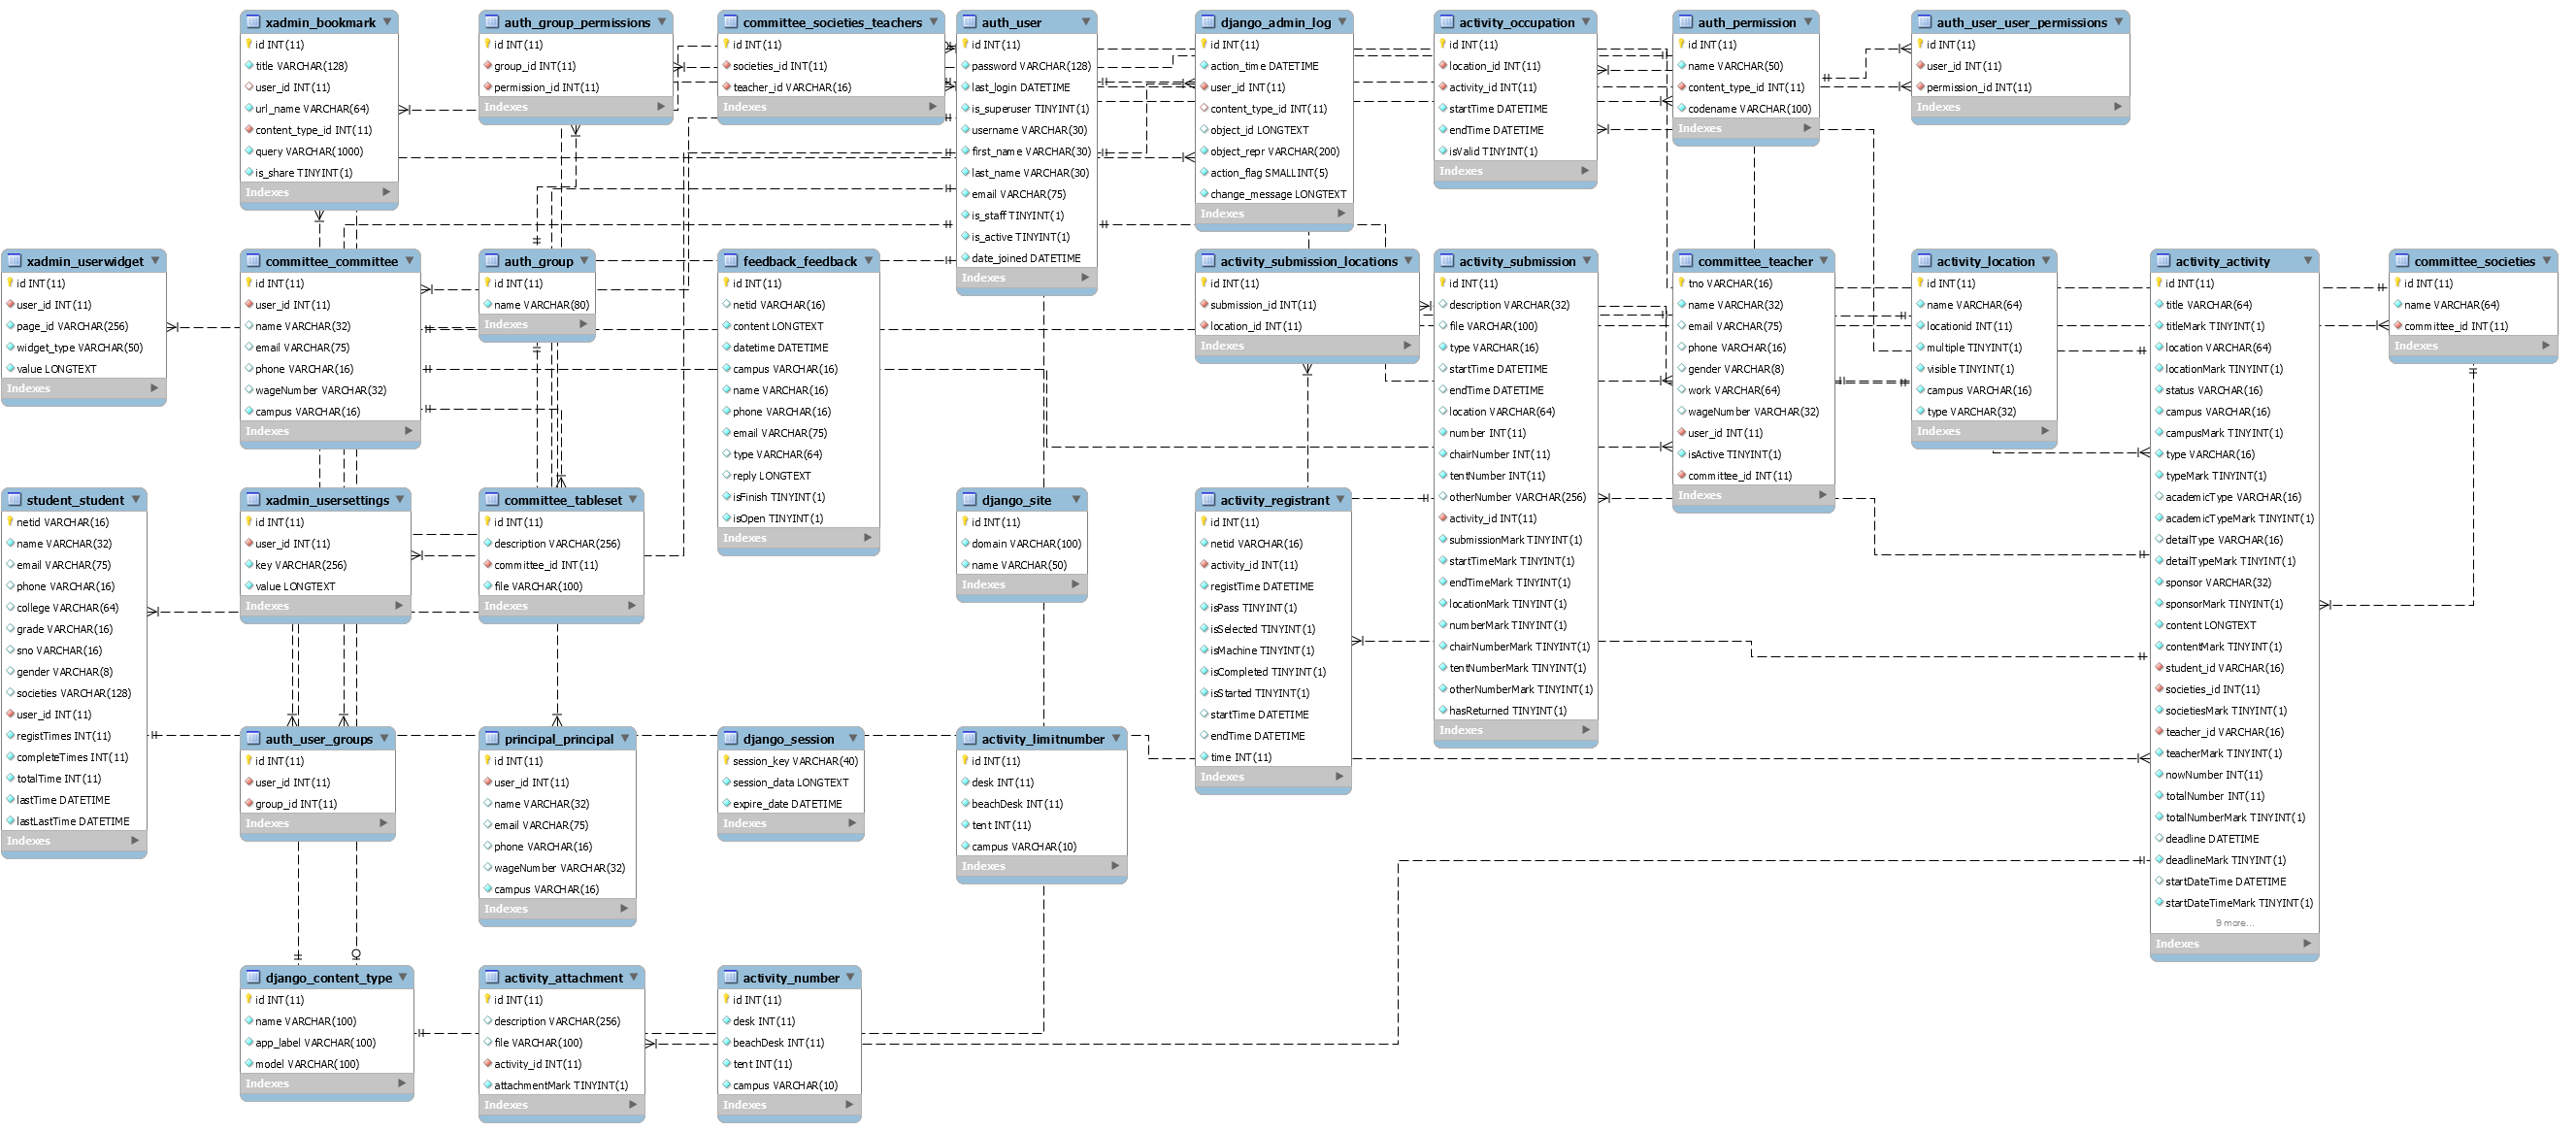 xadmin_bookmark
id INT(11)
title VARCHAR(128)
user_id INT(11)
url_name VARCHAR(64)
content_type_id INT(11)
query VARCHAR(1000)
is_share TINYINT(1)
Indexes
auth_group_permissions
id INT(11)
group_id INT(11)
permission_id INT(11)
Indexes
committee_societies_teachers
id INT(11)
societies_id INT(11)
teacher_id VARCHAR(16)
Indexes
auth_user
id INT(11)
password VARCHAR(128)
last_login DATETIME
is_superuser TINYINT(1)
username VARCHAR(30)
first_name VARCHAR(30)
last_name VARCHAR(30)
email VARCHAR(75)
is_staff TINYINT(1)
is_active TINYINT(1)
date_joined DATETIME
Indexes
django_admin_log
id INT(11)
action_time DATETIME
user_id INT(11)
content_type_id INT(11)
object_id LONGTEXT
object_repr VARCHAR(200)
action_flag SMALLINT(5)
change_message LONGTEXT
Indexes
activity_occupation
id INT(11)
location_id INT(11)
activity_id INT(11)
startTime DATETIME
endTime DATETIME
isValid TINYINT(1)
Indexes
auth_permission
id INT(11)
name VARCHAR(50)
content_type_id INT(11)
codename VARCHAR(100)
Indexes
auth_user_user_permissions
id INT(11)
user_id INT(11)
permission_id INT(11)
Indexes
xadmin_userwidget
id INT(11)
user_id INT(11)
page_id VARCHAR(256)
widget_type VARCHAR(50)
value LONGTEXT
Indexes
committee_committee
id INT(11)
user_id INT(11)
name VARCHAR(32)
email VARCHAR(75)
phone VARCHAR(16)
wageNumber VARCHAR(32)
campus VARCHAR(16)
Indexes
auth_group
id INT(11)
name VARCHAR(80)
Indexes
feedback_feedback
id INT(11)
netid VARCHAR(16)
content LONGTEXT
datetime DATETIME
campus VARCHAR(16)
name VARCHAR(16)
phone VARCHAR(16)
email VARCHAR(75)
type VARCHAR(64)
reply LONGTEXT
isFinish TINYINT(1)
isOpen TINYINT(1)
Indexes
activity_submission_locations
id INT(11)
submission_id INT(11)
location_id INT(11)
Indexes
activity_submission
id INT(11)
description VARCHAR(32)
file VARCHAR(100)
type VARCHAR(16)
startTime DATETIME
endTime DATETIME
location VARCHAR(64)
number INT(11)
chairNumber INT(11)
tentNumber INT(11)
otherNumber VARCHAR(256)
activity_id INT(11)
submissionMark TINYINT(1)
startTimeMark TINYINT(1)
endTimeMark TINYINT(1)
locationMark TINYINT(1)
numberMark TINYINT(1)
chairNumberMark TINYINT(1)
tentNumberMark TINYINT(1)
otherNumberMark TINYINT(1)
hasReturned TINYINT(1)
Indexes
committee_teacher
tno VARCHAR(16)
name VARCHAR(32)
email VARCHAR(75)
phone VARCHAR(16)
gender VARCHAR(8)
work VARCHAR(64)
wageNumber VARCHAR(32)
user_id INT(11)
isActive TINYINT(1)
committee_id INT(11)
Indexes
activity_location
id INT(11)
name VARCHAR(64)
locationid INT(11)
multiple TINYINT(1)
visible TINYINT(1)
campus VARCHAR(16)
type VARCHAR(32)
Indexes
activity_activity
id INT(11)
title VARCHAR(64)
titleMark TINYINT(1)
location VARCHAR(64)
locationMark TINYINT(1)
status VARCHAR(16)
campus VARCHAR(16)
campusMark TINYINT(1)
type VARCHAR(16)
typeMark TINYINT(1)
academicType VARCHAR(16)
academicTypeMark TINYINT(1)
detailType VARCHAR(16)
detailTypeMark TINYINT(1)
sponsor VARCHAR(32)
sponsorMark TINYINT(1)
content LONGTEXT
contentMark TINYINT(1)
student_id VARCHAR(16)
societies_id INT(11)
societiesMark TINYINT(1)
teacher_id VARCHAR(16)
teacherMark TINYINT(1)
nowNumber INT(11)
totalNumber INT(11)
totalNumberMark TINYINT(1)
deadline DATETIME
deadlineMark TINYINT(1)
startDateTime DATETIME
startDateTimeMark TINYINT(1)
9 more...
Indexes
committee_societies
id INT(11)
name VARCHAR(64)
committee_id INT(11)
Indexes
student_student
netid VARCHAR(16)
name VARCHAR(32)
email VARCHAR(75)
phone VARCHAR(16)
college VARCHAR(64)
grade VARCHAR(16)
sno VARCHAR(16)
gender VARCHAR(8)
societies VARCHAR(128)
user_id INT(11)
registTimes INT(11)
completeTimes INT(11)
totalTime INT(11)
lastTime DATETIME
lastLastTime DATETIME
Indexes
xadmin_usersettings
id INT(11)
user_id INT(11)
key VARCHAR(256)
value LONGTEXT
Indexes
committee_tableset
id INT(11)
description VARCHAR(256)
committee_id INT(11)
file VARCHAR(100)
Indexes
django_site
id INT(11)
domain VARCHAR(100)
name VARCHAR(50)
Indexes
activity_registrant
id INT(11)
netid VARCHAR(16)
activity_id INT(11)
registTime DATETIME
isPass TINYINT(1)
isSelected TINYINT(1)
isMachine TINYINT(1)
isCompleted TINYINT(1)
isStarted TINYINT(1)
startTime DATETIME
endTime DATETIME
time INT(11)
Indexes
auth_user_groups
id INT(11)
user_id INT(11)
group_id INT(11)
Indexes
principal_principal
id INT(11)
user_id INT(11)
name VARCHAR(32)
email VARCHAR(75)
phone VARCHAR(16)
wageNumber VARCHAR(32)
campus VARCHAR(16)
Indexes
django_session
session_key VARCHAR(40)
session_data LONGTEXT
expire_date DATETIME
Indexes
activity_limitnumber
id INT(11)
desk INT(11)
beachDesk INT(11)
tent INT(11)
campus VARCHAR(10)
Indexes
django_content_type
id INT(11)
name VARCHAR(100)
app_label VARCHAR(100)
model VARCHAR(100)
Indexes
activity_attachment
id INT(11)
description VARCHAR(256)
file VARCHAR(100)
activity_id INT(11)
attachmentMark TINYINT(1)
Indexes
activity_number
id INT(11)
desk INT(11)
beachDesk INT(11)
tent INT(11)
campus VARCHAR(10)
Indexes